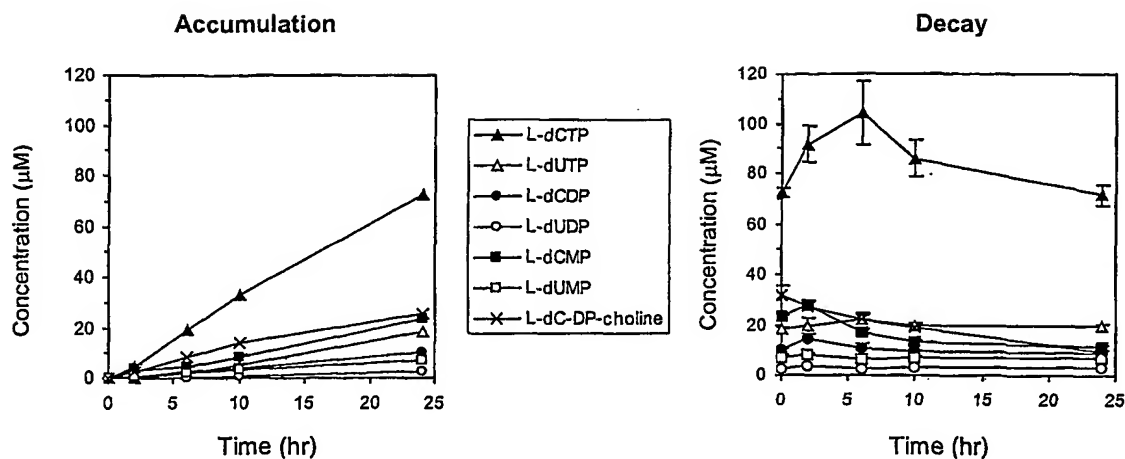 Accumulation
120
100
80
60
40
20
0
Concentration (μM)
0 5 10 15 20 25
Time (hr)
L-dCTP
L-dUTP
L-dCDP
L-dUDP
L-dCMP
L-dUMP
L-dC-DP-choline
Decay
120
100
80
60
40
20
0
Concentration (μM)
0 5 10 15 20 25
Time (hr)